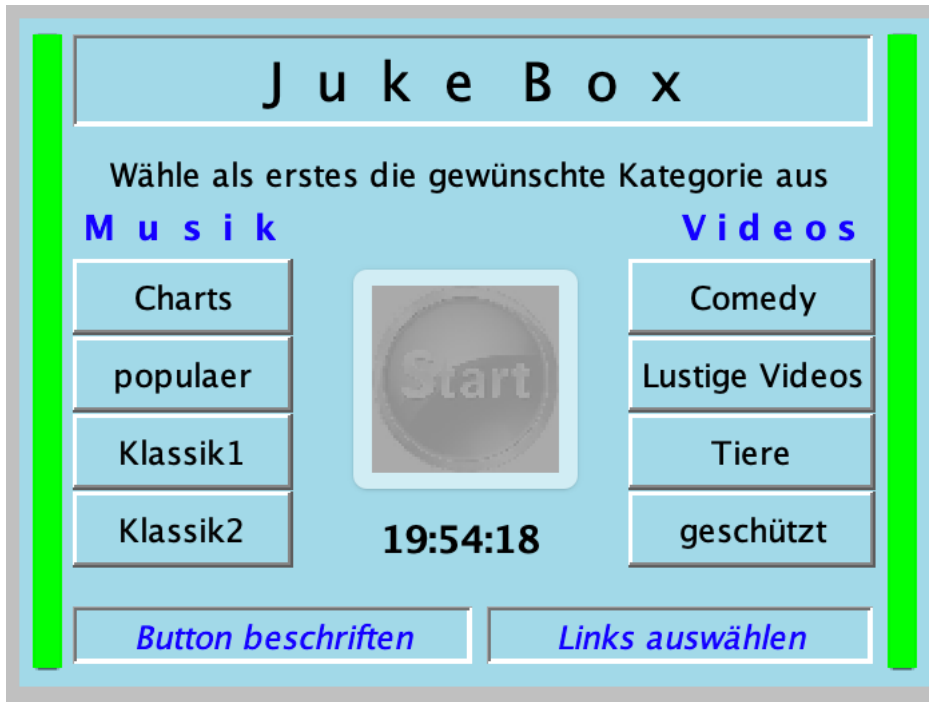 J u k e B o x
Wähle als erstes die gewünschte Kategorie aus
M u s i k
V i d e o s
Charts
Comedy
populaer
Start
Lustige Videos
Klassik1
Tiere
Klassik2
19:54:18
geschützt
Button beschriften
Links auswählen